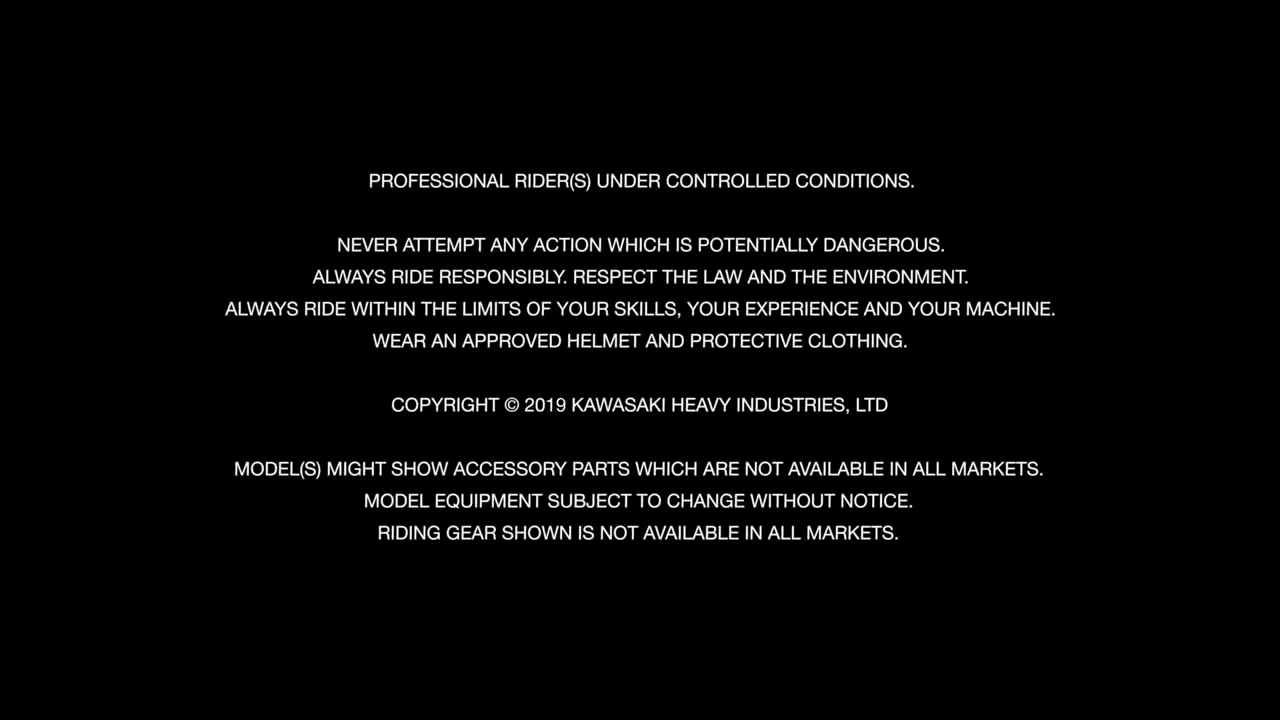 PROFESSIONAL RIDER(S) UNDER CONTROLLED CONDITIONS.
NEVER ATTEMPT ANY ACTION WHICH IS POTENTIALLY DANGEROUS.
ALWAYS RIDE RESPONSIBLY. RESPECT THE LAW AND THE ENVIRONMENT.
ALWAYS RIDE WITHIN THE LIMITS OF YOUR SKILLS, YOUR EXPERIENCE AND YOUR MACHINE.
WEAR AN APPROVED HELMET AND PROTECTIVE CLOTHING.
COPYRIGHT © 2019 KAWASAKI HEAVY INDUSTRIES, LTD
MODEL(S) MIGHT SHOW ACCESSORY PARTS WHICH ARE NOT AVAILABLE IN ALL MARKETS.
MODEL EQUIPMENT SUBJECT TO CHANGE WITHOUT NOTICE.
RIDING GEAR SHOWN IS NOT AVAILABLE IN ALL MARKETS.